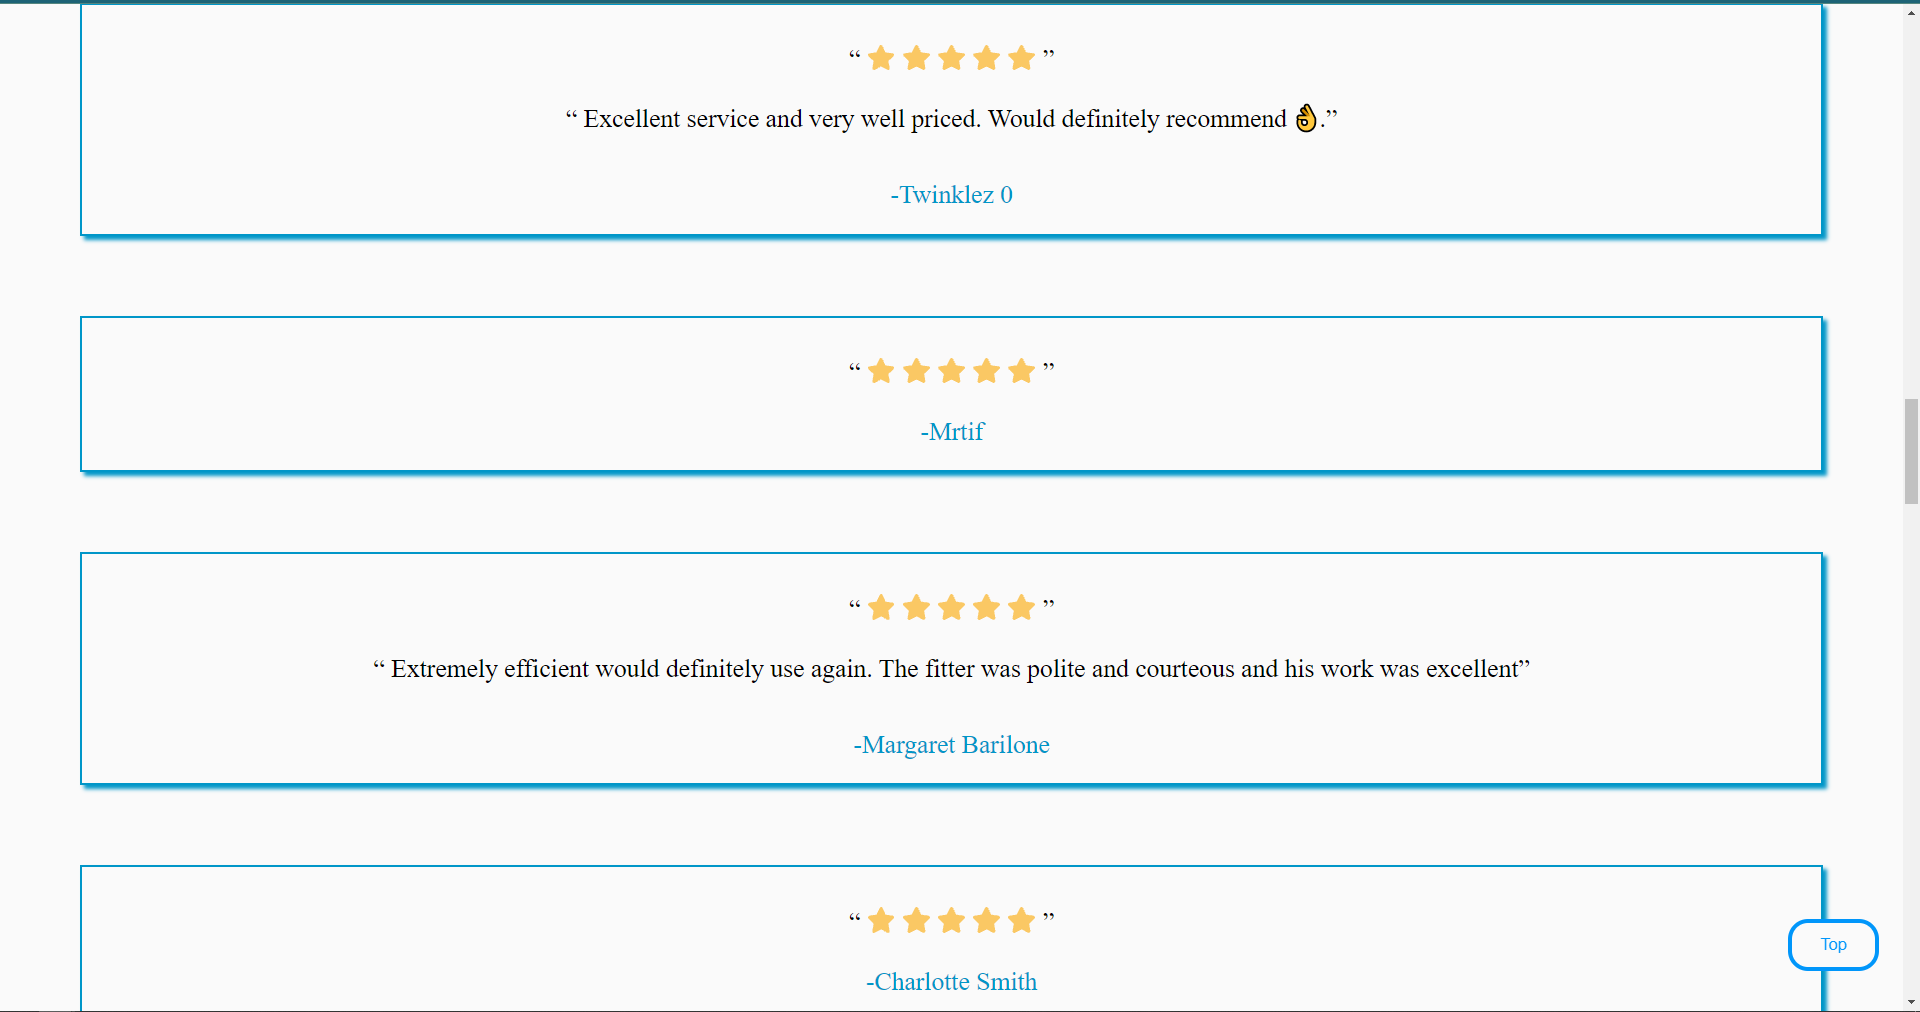 “ ⭐⭐⭐⭐⭐ ”
“ Excellent service and very well priced. Would definitely recommend 👌.”
-Twinklez 0
“ ⭐⭐⭐⭐⭐ ”
-Mrtif
“ ⭐⭐⭐⭐⭐ ”
“ Extremely efficient would definitely use again. The fitter was polite and courteous and his work was excellent”
-Margaret Barilone
“ ⭐⭐⭐⭐⭐ ”
Top
-Charlotte Smith